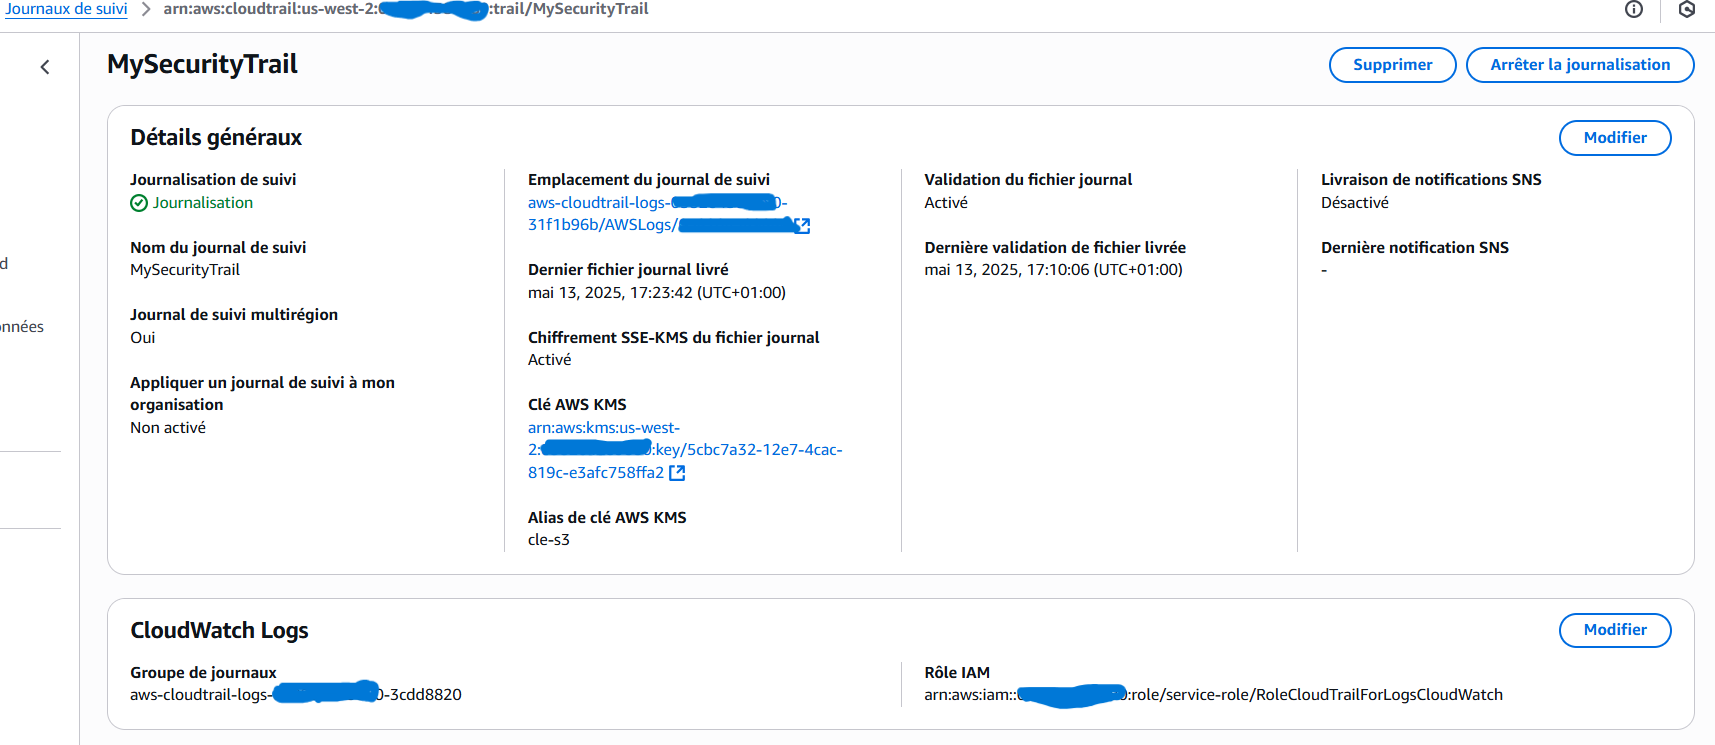 Journaux de suivi > arn:aws:cloudtrail:us-west-2: :trail/MySecurityTrail
MySecurityTrail
Supprimer
Arrêter la journalisation
Détails généraux
Modifier
Journalisation de suivi
Journalisation
Nom du journal de suivi
MySecurityTrail
Journal de suivi multirégion
Oui
Appliquer un journal de suivi à mon
organisation
Non activé
Emplacement du journal de suivi
aws-cloudtrail-logs- 0-
31f1b96b/AWSLogs/
Dernier fichier journal livré
mai 13, 2025, 17:23:42 (UTC+01:00)
Chiffrement SSE-KMS du fichier journal
Activé
Clé AWS KMS
arn:aws:kms:us-west-
2: :key/5cbc7a32-12e7-4cac-
819c-e3afc758ffa2
Alias de clé AWS KMS
cle-s3
Validation du fichier journal
Activé
Dernière validation de fichier livrée
mai 13, 2025, 17:10:06 (UTC+01:00)
Livraison de notifications SNS
Désactivé
Dernière notification SNS
-
d
onnées
CloudWatch Logs
Modifier
Groupe de journaux
aws-cloudtrail-logs- 0-3cdd8820
Rôle IAM
arn:aws:iam:: :role/service-role/RoleCloudTrailForLogsCloudWatch